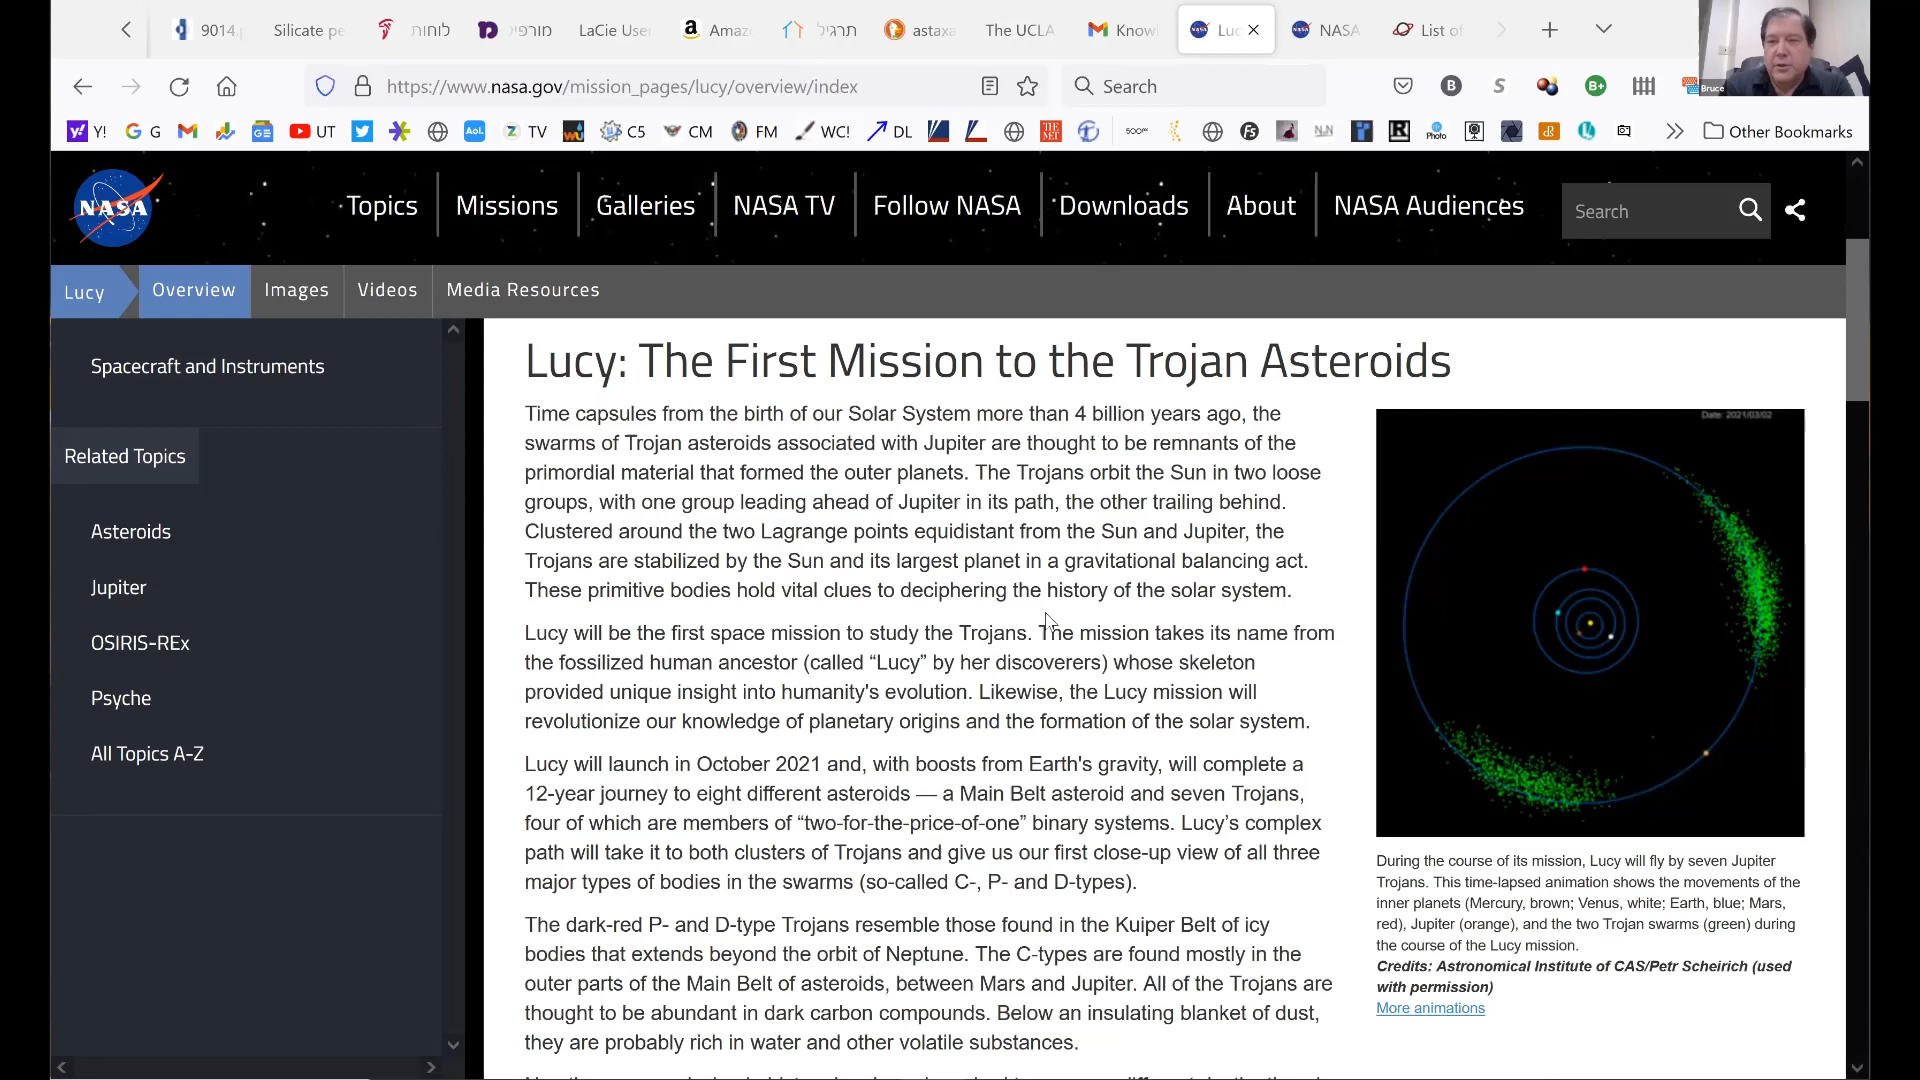 9014.
Silicate pe
לוחות
מורפי
LaCie Use
Amaz
תרגיל
astax
The UCLA
Know
Luc
NASA
List of
https://www.nasa.gov/mission_pages/lucy/overview/index
Search
Bruce
Y!
G
UT
Aol.
TV
C5
CM
FM
WC!
DL
Photo
Other Bookmarks
NASA
Topics
Missions
Galleries
NASA TV
Follow NASA
Downloads
About
NASA Audiences
Search
Lucy
Overview
Images
Videos
Media Resources
Spacecraft and Instruments
Related Topics
Asteroids
Jupiter
OSIRIS-REx
Psyche
All Topics A-Z
Lucy: The First Mission to the Trojan Asteroids
Time capsules from the birth of our Solar System more than 4 billion years ago, the
swarms of Trojan asteroids associated with Jupiter are thought to be remnants of the
primordial material that formed the outer planets. The Trojans orbit the Sun in two loose
groups, with one group leading ahead of Jupiter in its path, the other trailing behind.
Clustered around the two Lagrange points equidistant from the Sun and Jupiter, the
Trojans are stabilized by the Sun and its largest planet in a gravitational balancing act.
These primitive bodies hold vital clues to deciphering the history of the solar system.
Lucy will be the first space mission to study the Trojans. The mission takes its name from
the fossilized human ancestor (called “Lucy” by her discoverers) whose skeleton
provided unique insight into humanity's evolution. Likewise, the Lucy mission will
revolutionize our knowledge of planetary origins and the formation of the solar system.
Lucy will launch in October 2021 and, with boosts from Earth's gravity, will complete a
12-year journey to eight different asteroids — a Main Belt asteroid and seven Trojans,
four of which are members of “two-for-the-price-of-one” binary systems. Lucy’s complex
path will take it to both clusters of Trojans and give us our first close-up view of all three
major types of bodies in the swarms (so-called C-, P- and D-types).
The dark-red P- and D-type Trojans resemble those found in the Kuiper Belt of icy
bodies that extends beyond the orbit of Neptune. The C-types are found mostly in the
outer parts of the Main Belt of asteroids, between Mars and Jupiter. All of the Trojans are
thought to be abundant in dark carbon compounds. Below an insulating blanket of dust,
they are probably rich in water and other volatile substances.
Date: 2021/03/02
During the course of its mission, Lucy will fly by seven Jupiter
Trojans. This time-lapsed animation shows the movements of the
inner planets (Mercury, brown; Venus, white; Earth, blue; Mars,
red), Jupiter (orange), and the two Trojan swarms (green) during
the course of the Lucy mission.
Credits: Astronomical Institute of CAS/Petr Scheirich (used
with permission)
More animations